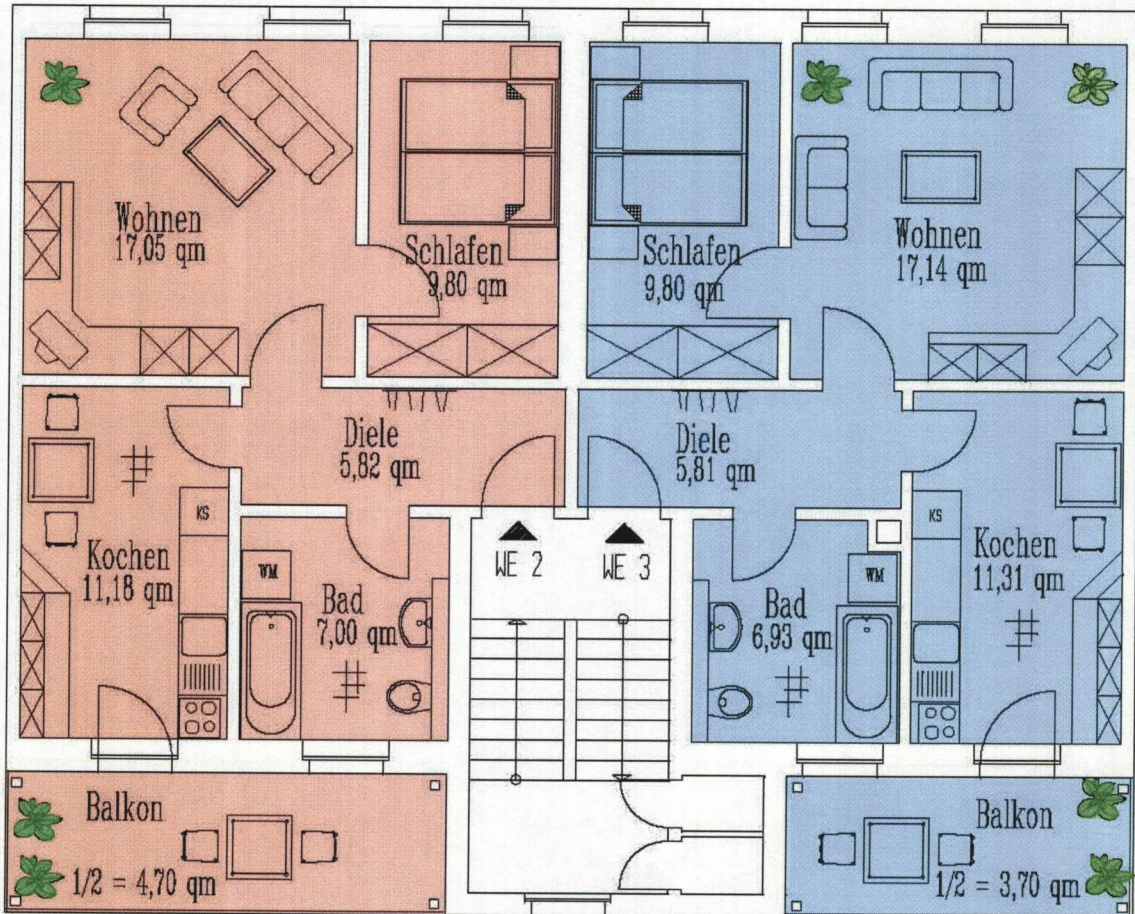 Wohnen
17,05 qm
Schlafen
9,80 qm
Schlafen
9,80 qm
Wohnen
17,14 qm
Diele
5,82 qm
Diele
5,81 qm
KS
KS
Kochen
11,18 qm
WM
Bad
7,00 qm
WE 2
WE 3
Bad
6,93 qm
WM
Kochen
11,31 qm
Balkon
1/2 = 4,70 qm
Balkon
1/2 = 3,70 qm